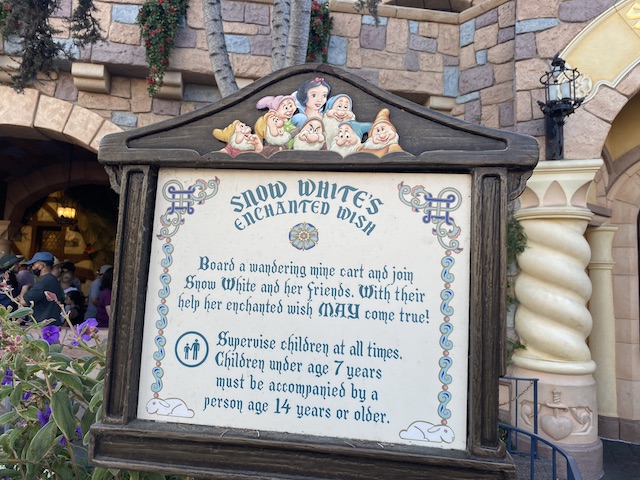 SNOW WHITE'S
ENCHANTED WISH
Board a wandering mine cart and join
Snow White and her friends. With their
help her enchanted wish MAY come true!
Supervise children at all times.
Children under age 7 years
must be accompanied by a
person age 14 years or older.